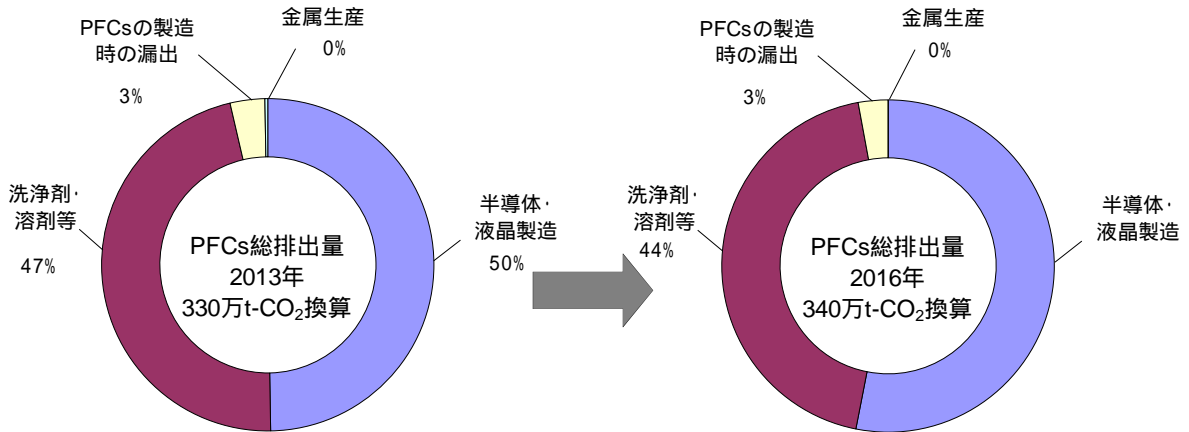 PFCsの製造
時の漏出
3%
金属生産
0%
洗浄剤・
溶剤等
47%
半導体・
液晶製造
50%
PFCs総排出量
2013年
330万t-CO₂換算
PFCsの製造
時の漏出
3%
金属生産
0%
洗浄剤・
溶剤等
44%
半導体・
液晶製造
PFCs総排出量
2016年
340万t-CO₂換算